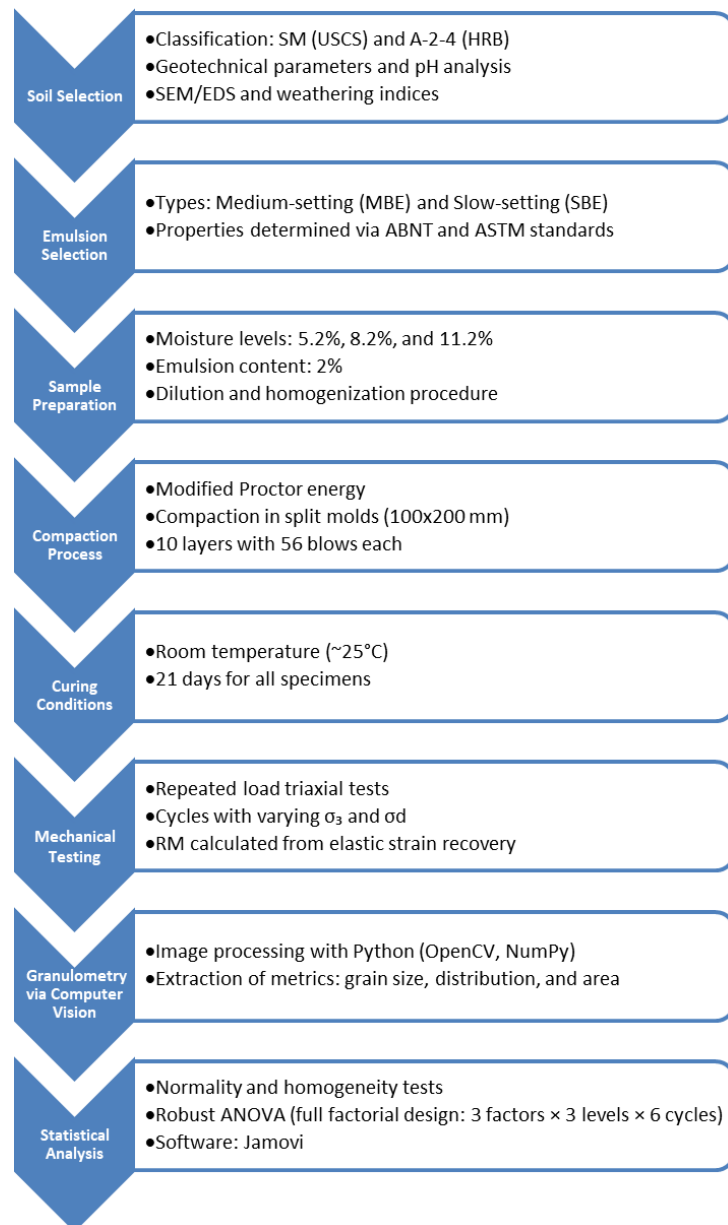 Soil Selection
•Classification: SM (USCS) and A-2-4 (HRB)
•Geotechnical parameters and pH analysis
•SEM/EDS and weathering indices
Emulsion
Selection
•Types: Medium-setting (MBE) and Slow-setting (SBE)
•Properties determined via ABNT and ASTM standards
Sample
Preparation
•Moisture levels: 5.2%, 8.2%, and 11.2%
•Emulsion content: 2%
•Dilution and homogenization procedure
Compaction
Process
•Modified Proctor energy
•Compaction in split molds (100x200 mm)
•10 layers with 56 blows each
Curing
Conditions
•Room temperature (~25°C)
•21 days for all specimens
Mechanical
Testing
•Repeated load triaxial tests
•Cycles with varying σ₃ and σd
•RM calculated from elastic strain recovery
Granulometry
via Computer
Vision
•Image processing with Python (OpenCV, NumPy)
•Extraction of metrics: grain size, distribution, and area
Statistical
Analysis
•Normality and homogeneity tests
•Robust ANOVA (full factorial design: 3 factors × 3 levels × 6 cycles)
•Software: Jamovi